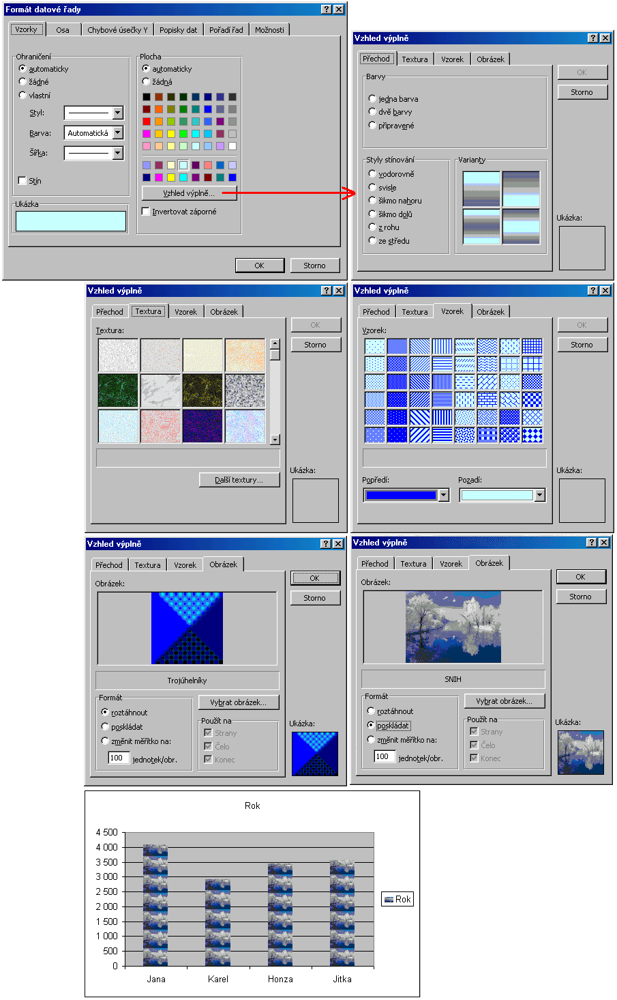 Formát datové řady
Vzorky
Osa
Chybové úsečky Y
Popisky dat
Pořadí řad
Možnosti
Ohraničení
automaticky
žádné
vlastní
Styl:
Barva:
Automatická
Šířka:
Stín
Ukázka
Plocha
automaticky
žádná
Vzhled výplně...
Invertovat záporné
OK
Storno
Vzhled výplně
Přechod
Textura
Vzorek
Obrázek
OK
Storno
Barvy
jedna barva
dvě barvy
připravené
Styly stínování
vodorovně
svisle
šikmo nahoru
šikmo dolů
z rohu
ze středu
Varianty
Ukázka:
Vzhled výplně
Přechod
Textura
Vzorek
Obrázek
OK
Storno
Textura:
Další textury...
Ukázka:
Vzhled výplně
Přechod
Textura
Vzorek
Obrázek
OK
Storno
Vzorek:
Popředí:
Pozadí:
Ukázka:
Vzhled výplně
Přechod
Textura
Vzorek
Obrázek
OK
Storno
Obrázek:
Trojúhelníky
Formát
roztáhnout
poskládat
změnit měřítko na:
100 jednotek/obr.
Vybrat obrázek...
Použít na
Strany
Čelo
Konec
Ukázka:
Vzhled výplně
Přechod
Textura
Vzorek
Obrázek
OK
Storno
Obrázek:
SNIH
Formát
roztáhnout
poskládat
změnit měřítko na:
100 jednotek/obr.
Vybrat obrázek...
Použít na
Strany
Čelo
Konec
Ukázka:
Rok
4 500
4 000
3 500
3 000
2 500
2 000
1 500
1 000
500
0
Jana
Karel
Honza
Jitka
Rok